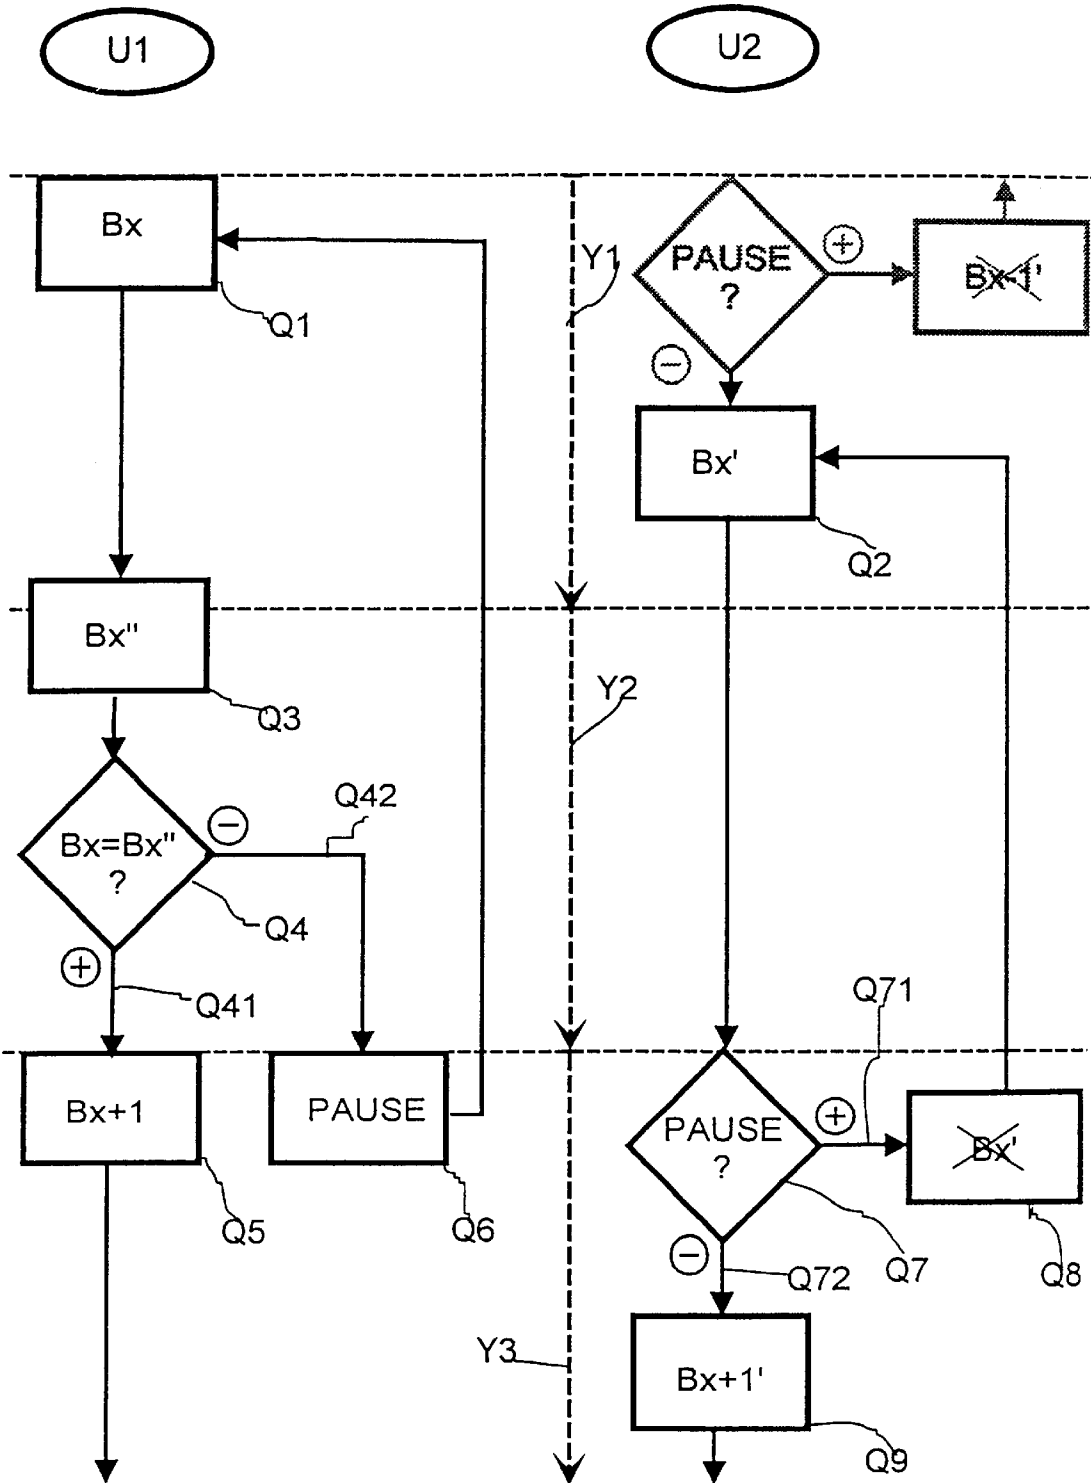 U1
U2
Bx
Q1
Y1
PAUSE
?
+
Bx-1'
−
Bx'
Q2
Bx"
Q3
Y2
Q42
−
Bx=Bx"
?
Q4
+
Q41
Bx+1
Q5
PAUSE
Q6
Q71
PAUSE
?
+
Bx'
Q7
Q8
−
Q72
Y3
Bx+1'
Q9